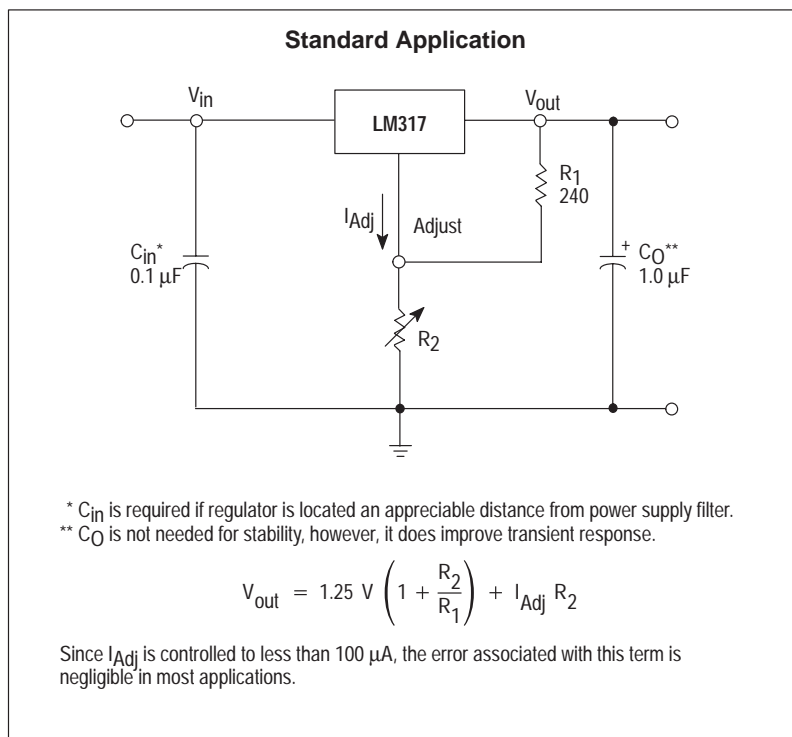 Standard Application
Vin
LM317
Vout
R1
240
IAdj
Adjust
Cin*
0.1 µF
+ CO**
1.0 µF
R2
* Cin is required if regulator is located an appreciable distance from power supply filter.
** CO is not needed for stability, however, it does improve transient response.
Vout = 1.25 V (1 + R2/R1) + IAdj R2
Since IAdj is controlled to less than 100 µA, the error associated with this term is
negligible in most applications.